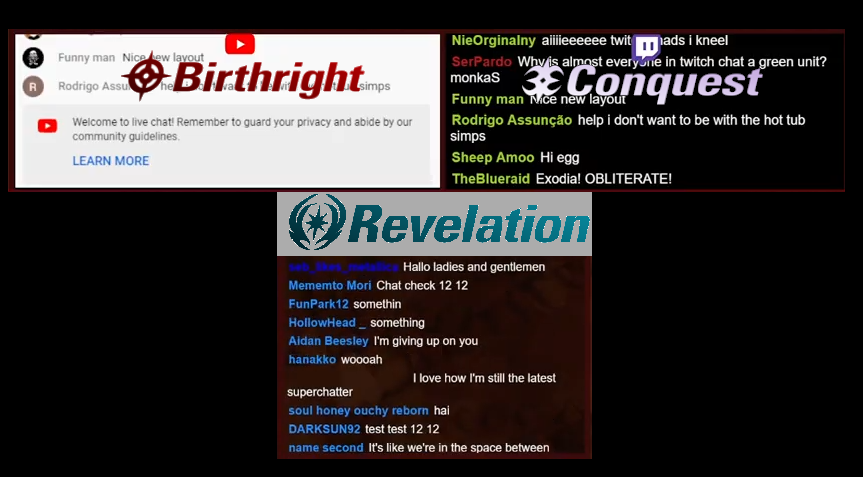 Funny man Nice new layout
Birthright
Rodrigo Assun simps
Welcome to live chat! Remember to guard your privacy and abide by our
community guidelines.
LEARN MORE
NieOrginalny aiiiieeeeee twit ads i kneel
SerPardo Why is almost everyone in twitch chat a green unit?
monkaS
Conquest
Funny man Nice new layout
Rodrigo Assunção help i don't want to be with the hot tub
simps
Sheep Amoo Hi egg
TheBlueraid Exodia! OBLITERATE!
Revelation
Hallo ladies and gentlemen
Mememto Mori Chat check 12 12
FunPark12 somethin
HollowHead _ something
Aidan Beesley I'm giving up on you
hanakko woooah
I love how I'm still the latest
superchatter
soul honey ouchy reborn hai
DARKSUN92 test test 12 12
name second It's like we're in the space between